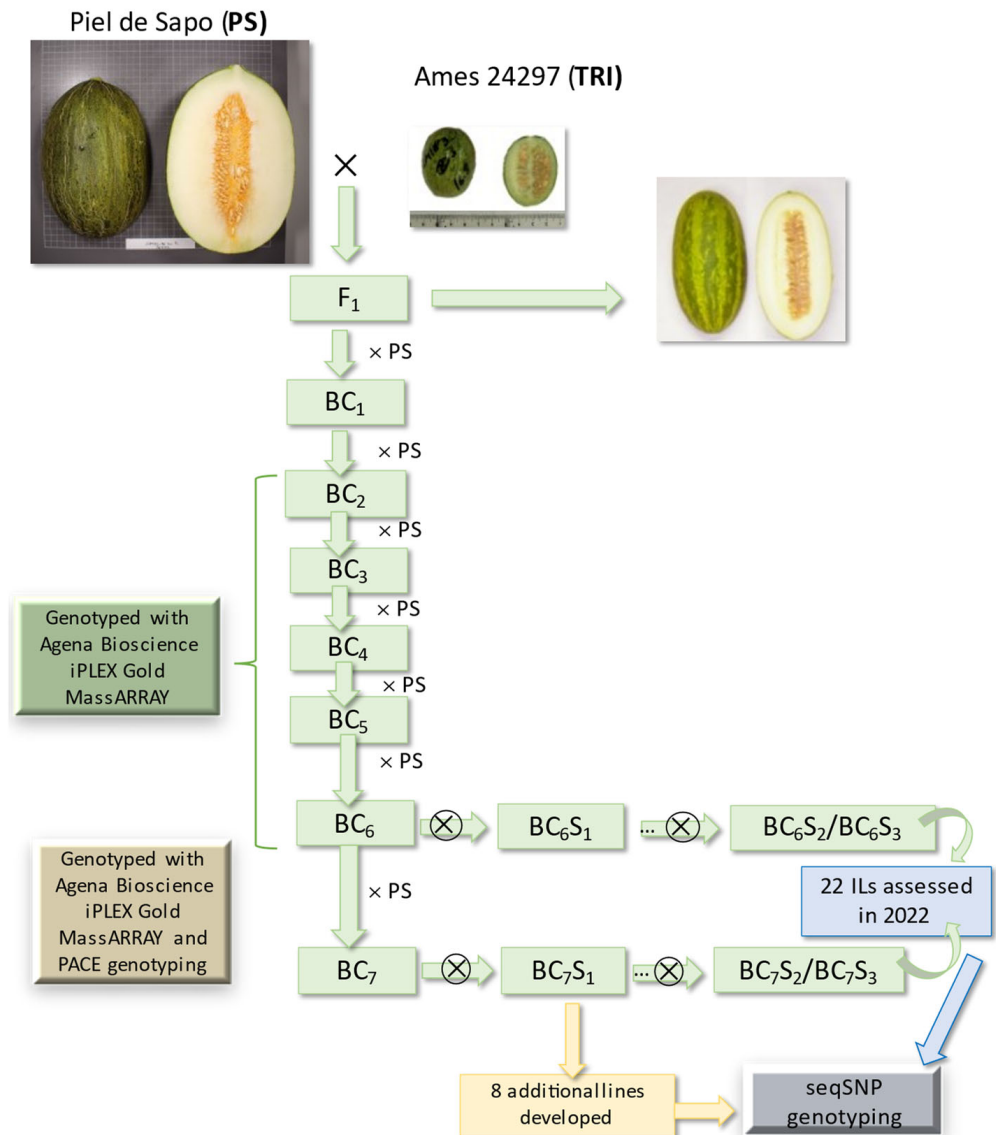 Piel de Sapo (PS)
Ames 24297 (TRI)
×
F₁
× PS
BC₁
× PS
BC₂
× PS
BC₃
× PS
BC₄
× PS
BC₅
× PS
Genotyped with
Agena Bioscience
iPLEX Gold
MassARRAY
BC₆
BC₆S₁
...
BC₆S₂/BC₆S₃
Genotyped with
Agena Bioscience
iPLEX Gold
MassARRAY and
PACE genotyping
× PS
22 ILs assessed
in 2022
BC₇
BC₇S₁
...
BC₇S₂/BC₇S₃
8 additional lines
developed
seqSNP
genotyping